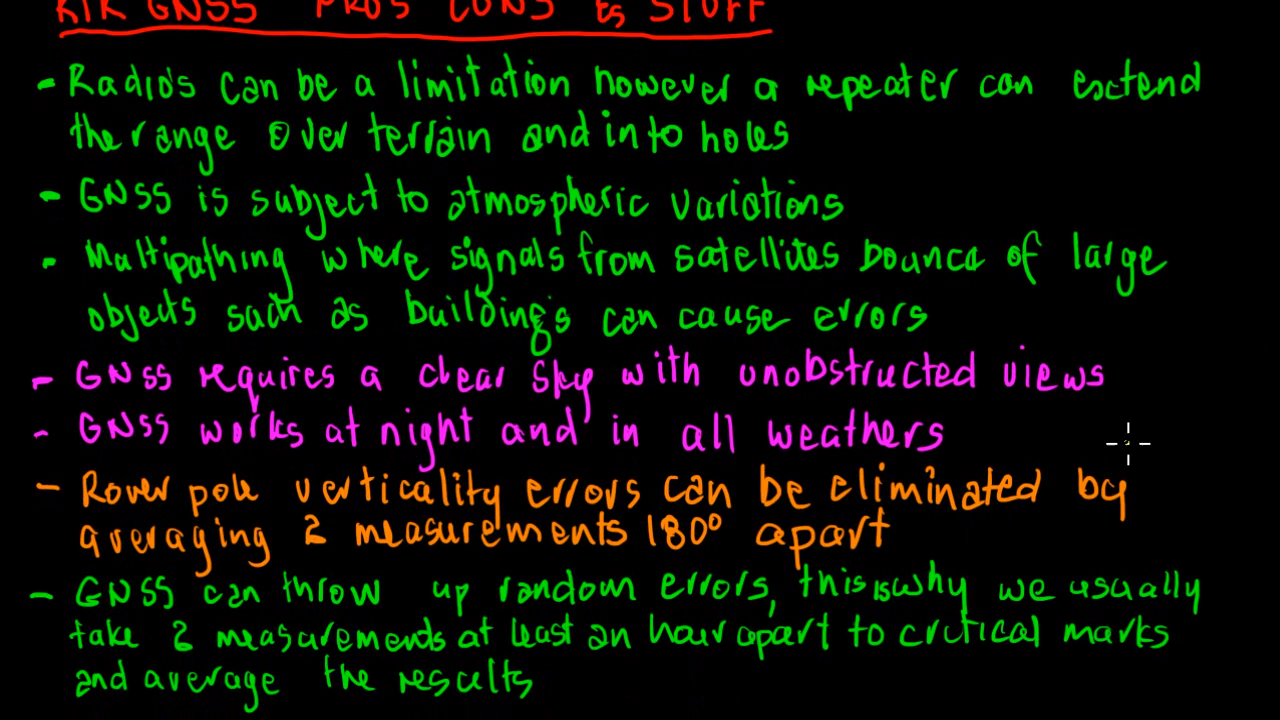 RTK GNSS PROS CONS & STUFF
- Radio's can be a limitation however a repeater can extend
the range over terrain and into holes
- GNSS is subject to atmospheric variations
- Multipathing where signals from satellites bounce of large
objects such as buildings can cause errors
- GNSS requires a clear sky with unobstructed views
- GNSS works at night and in all weathers
- Rover pole verticality errors can be eliminated by
averaging 2 measurements 180° apart
- GNSS can throw up random errors, this is why we usually
take 2 measurements at least an hour apart to critical marks
and average the results